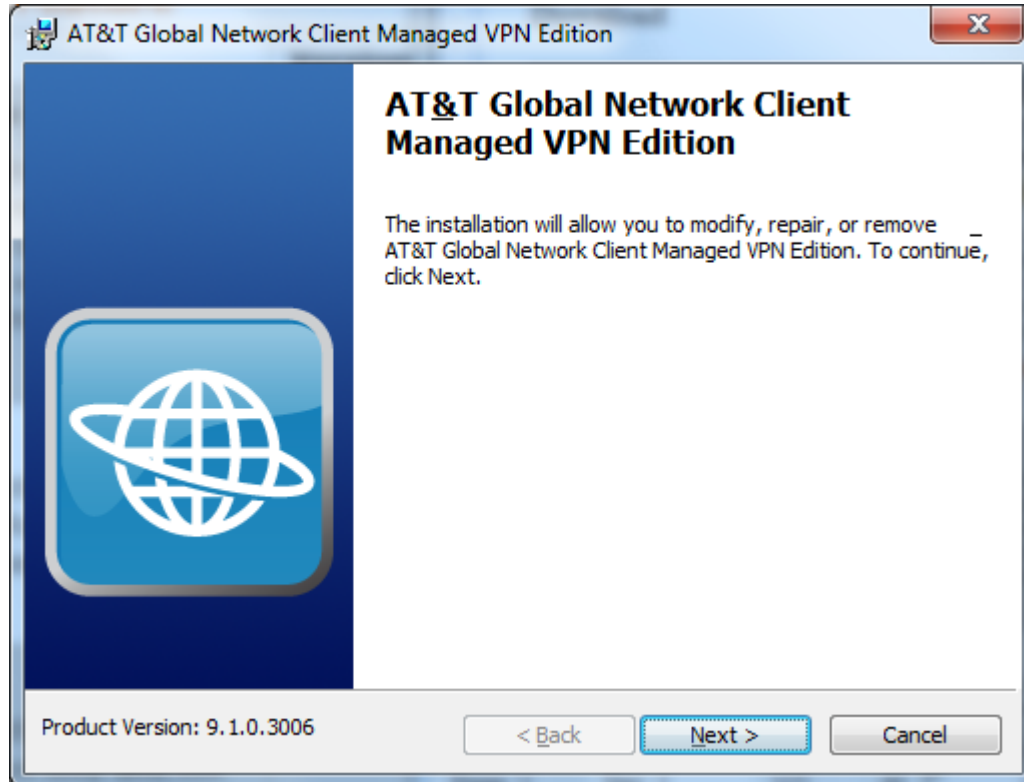 AT&T Global Network Client Managed VPN Edition
AT&T Global Network Client
Managed VPN Edition
The installation will allow you to modify, repair, or remove _
AT&T Global Network Client Managed VPN Edition. To continue,
click Next.
Product Version: 9.1.0.3006
< Back
Next >
Cancel